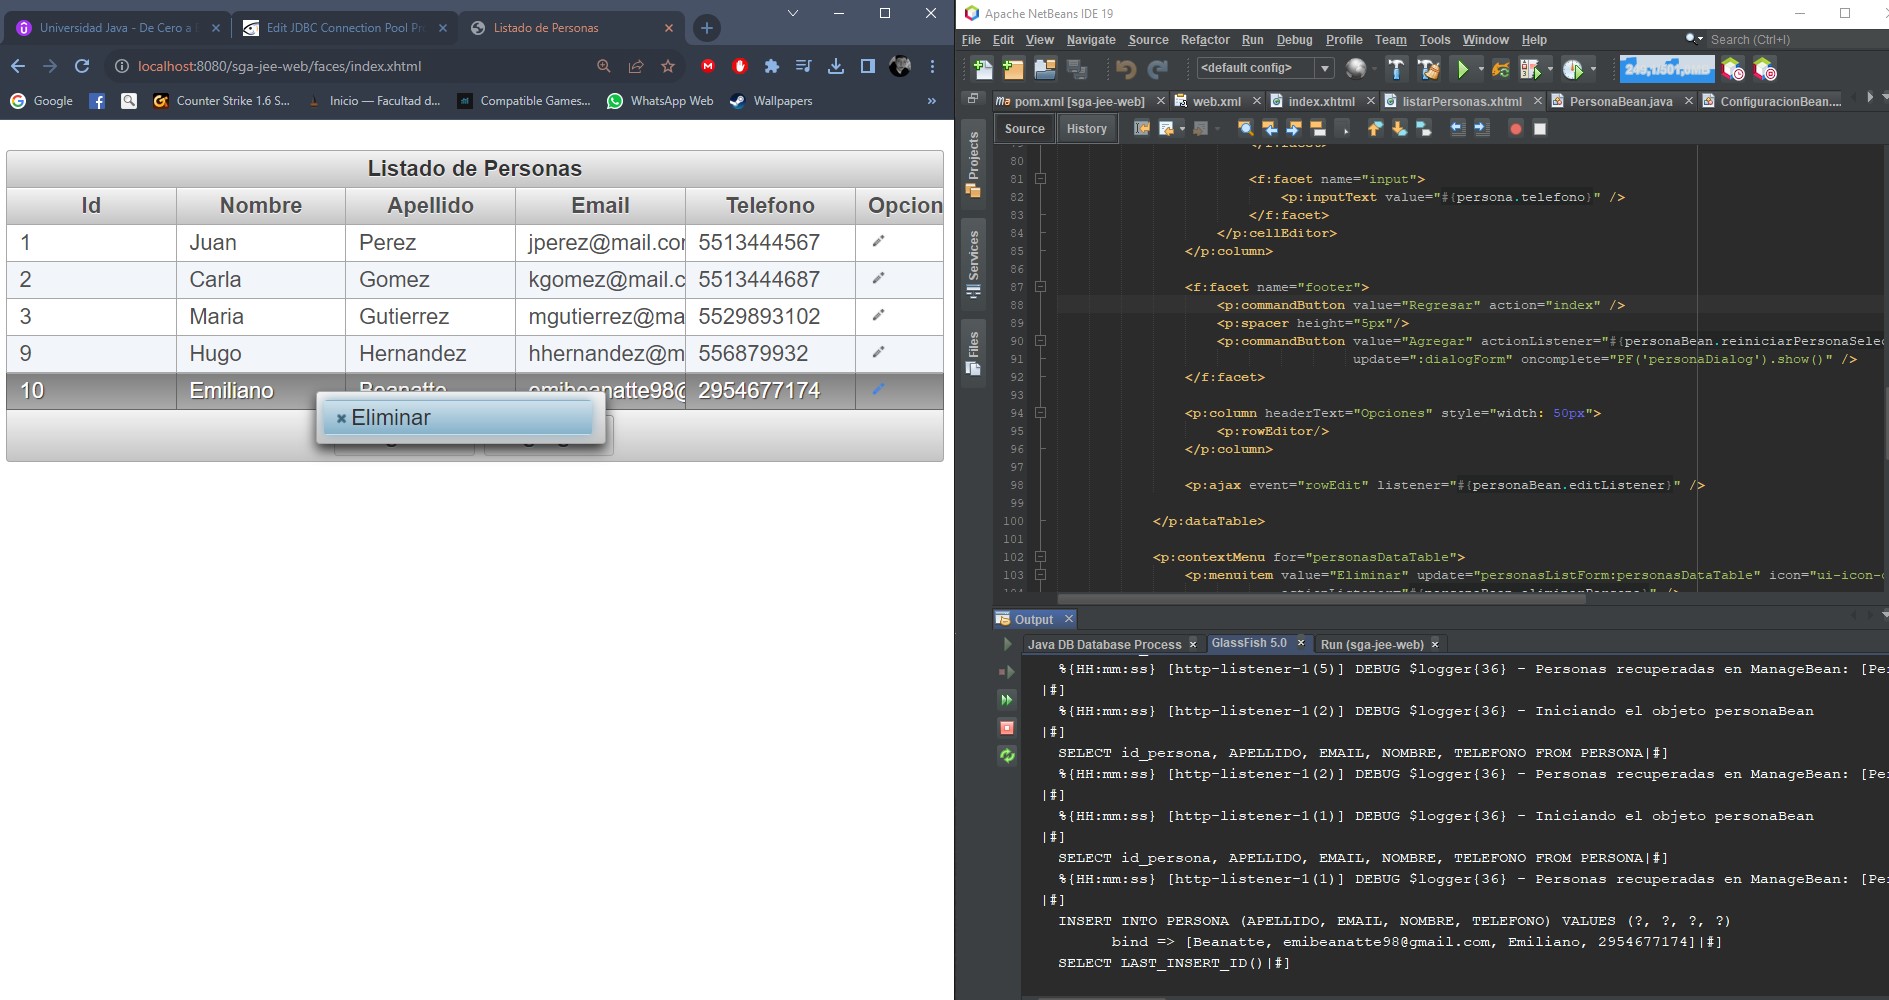 Universidad Java - De Cero a
Edit JDBC Connection Pool Pr
Listado de Personas
localhost:8080/sga-jee-web/faces/index.xhtml
Google
Counter Strike 1.6 S...
Inicio — Facultad d...
Compatible Games...
WhatsApp Web
Wallpapers
»
Listado de Personas
Id Nombre Apellido Email Telefono Opcion
1 Juan Perez jperez@mail.cor 5513444567
2 Carla Gomez kgomez@mail.c 5513444687
3 Maria Gutierrez mgutierrez@ma 5529893102
9 Hugo Hernandez hhernandez@m 556879932
10 Emiliano Beanatte emibeanatte98@ 2954677174
Eliminar
Apache NetBeans IDE 19
File Edit View Navigate Source Refactor Run Debug Profile Team Tools Window Help
Search (Ctrl+I)
<default config>
240,1/501,0MB
pom.xml [sga-jee-web]
web.xml
index.xhtml
listarPersonas.xhtml
PersonaBean.java
ConfiguracionBean....
Source History
Projects
Services
Files
</f:facet>
80
81 <f:facet name="input">
82 <p:inputText value="#{persona.telefono}" />
83 </f:facet>
84 </p:cellEditor>
85 </p:column>
86
87 <f:facet name="footer">
88 <p:commandButton value="Regresar" action="index" />
89 <p:spacer height="5px"/>
90 <p:commandButton value="Agregar" actionListener="#{personaBean.reiniciarPersonaSelec
91 update=":dialogForm" oncomplete="PF('personaDialog').show()" />
92 </f:facet>
93
94 <p:column headerText="Opciones" style="width: 50px">
95 <p:rowEditor/>
96 </p:column>
97
98 <p:ajax event="rowEdit" listener="#{personaBean.editListener}" />
99
100 </p:dataTable>
101
102 <p:contextMenu for="personasDataTable">
103 <p:menuitem value="Eliminar" update="personasListForm:personasDataTable" icon="ui-icon-c
104 actionListener="#{personaBean.eliminarPersona}" />
Output
Java DB Database Process
GlassFish 5.0
Run (sga-jee-web)
%{HH:mm:ss} [http-listener-1(5)] DEBUG $logger{36} - Personas recuperadas en ManageBean: [Per
|#]
%{HH:mm:ss} [http-listener-1(2)] DEBUG $logger{36} - Iniciando el objeto personaBean
|#]
SELECT id_persona, APELLIDO, EMAIL, NOMBRE, TELEFONO FROM PERSONA|#]
%{HH:mm:ss} [http-listener-1(2)] DEBUG $logger{36} - Personas recuperadas en ManageBean: [Per
|#]
%{HH:mm:ss} [http-listener-1(1)] DEBUG $logger{36} - Iniciando el objeto personaBean
|#]
SELECT id_persona, APELLIDO, EMAIL, NOMBRE, TELEFONO FROM PERSONA|#]
%{HH:mm:ss} [http-listener-1(1)] DEBUG $logger{36} - Personas recuperadas en ManageBean: [Per
|#]
INSERT INTO PERSONA (APELLIDO, EMAIL, NOMBRE, TELEFONO) VALUES (?, ?, ?, ?)
bind => [Beanatte, emibeanatte98@gmail.com, Emiliano, 2954677174]|#]
SELECT LAST_INSERT_ID()|#]